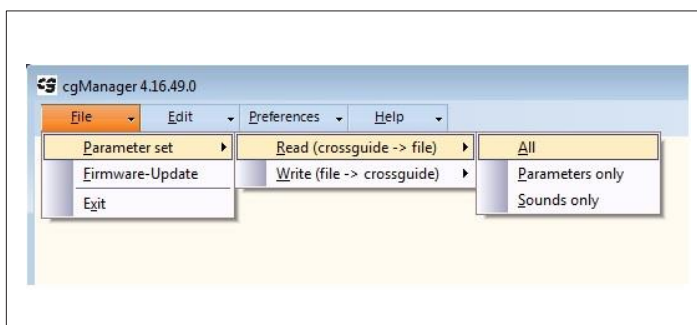 cg cgManager 4.16.49.0
File Edit Preferences Help
Parameter set Read (crossguide -> file) All
Firmware-Update Write (file -> crossguide) Parameters only
Exit Sounds only